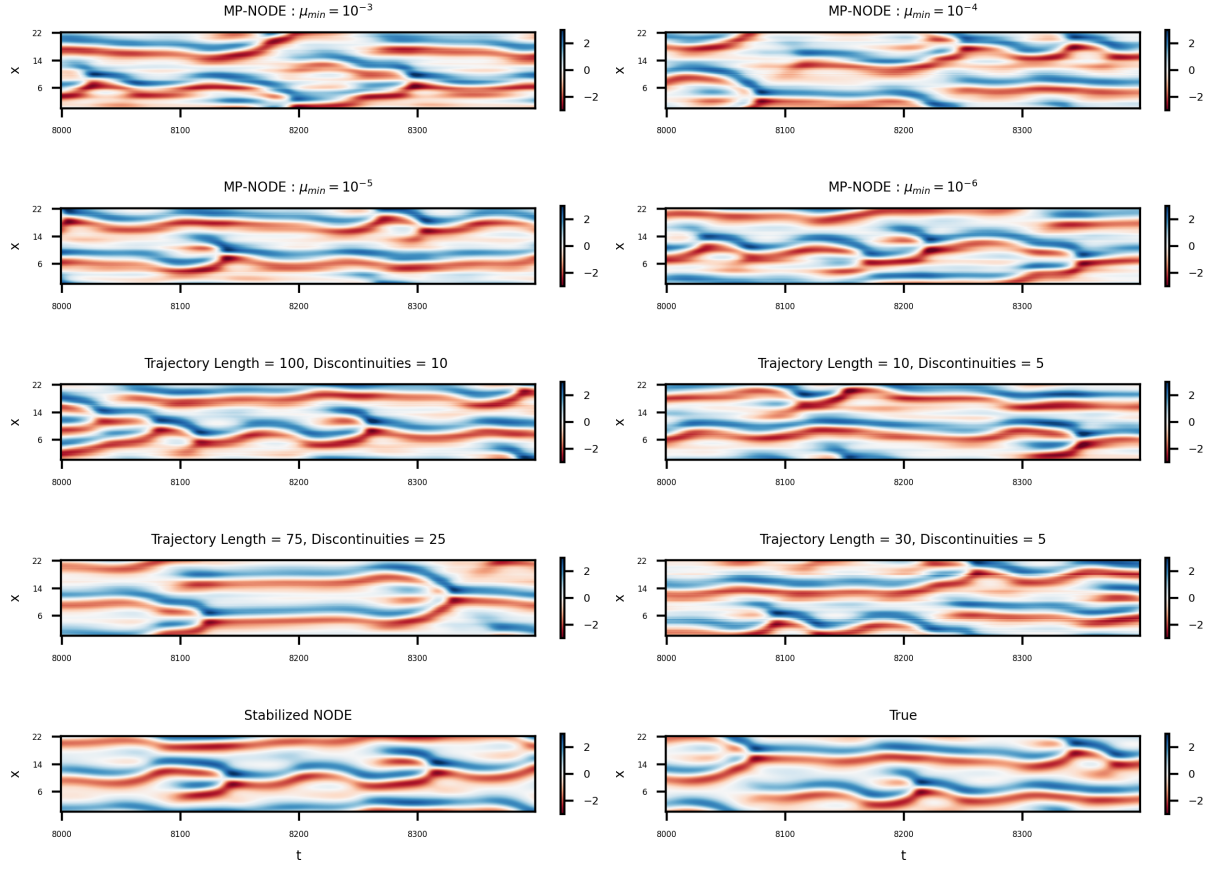 MP-NODE : μ_min = 10^−3
MP-NODE : μ_min = 10^−4
x
22
14
6
8000 8100 8200 8300
2
0
−2
x
22
14
6
8000 8100 8200 8300
2
0
−2
MP-NODE : μ_min = 10^−5
MP-NODE : μ_min = 10^−6
x
22
14
6
8000 8100 8200 8300
2
0
−2
x
22
14
6
8000 8100 8200 8300
2
0
−2
Trajectory Length = 100, Discontinuities = 10
Trajectory Length = 10, Discontinuities = 5
x
22
14
6
8000 8100 8200 8300
2
0
−2
x
22
14
6
8000 8100 8200 8300
2
0
−2
Trajectory Length = 75, Discontinuities = 25
Trajectory Length = 30, Discontinuities = 5
x
22
14
6
8000 8100 8200 8300
2
0
−2
x
22
14
6
8000 8100 8200 8300
2
0
−2
Stabilized NODE
True
x
22
14
6
8000 8100 8200 8300
t
2
0
−2
x
22
14
6
8000 8100 8200 8300
t
2
0
−2